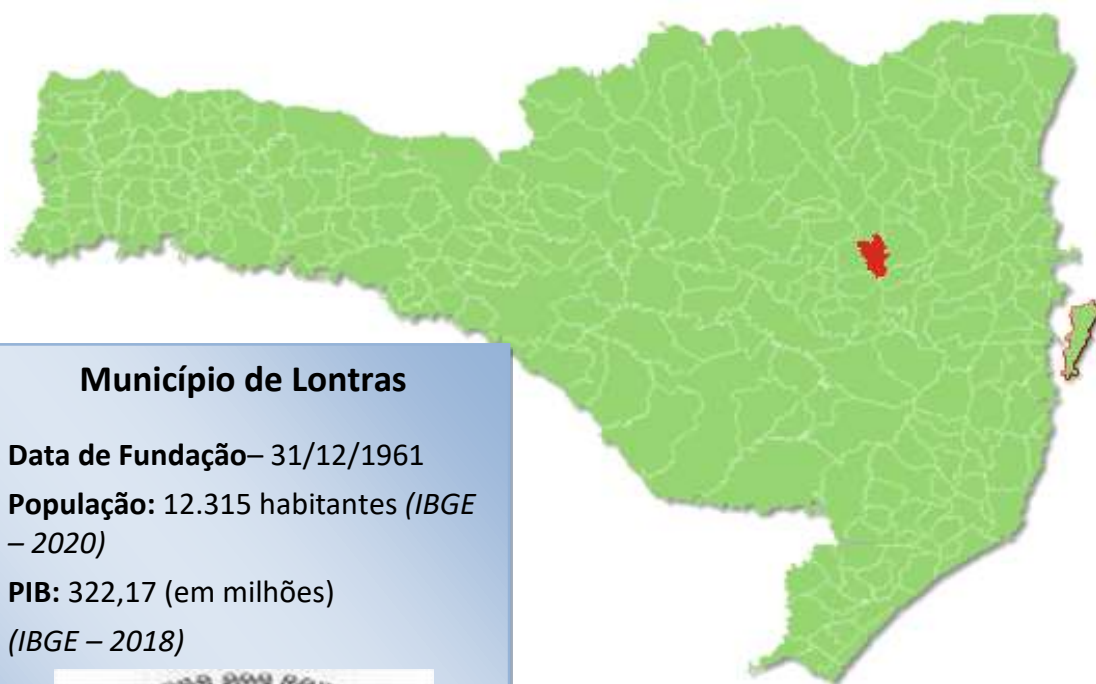 Município de Lontras
Data de Fundação– 31/12/1961
População: 12.315 habitantes (IBGE
– 2020)
PIB: 322,17 (em milhões)
(IBGE – 2018)